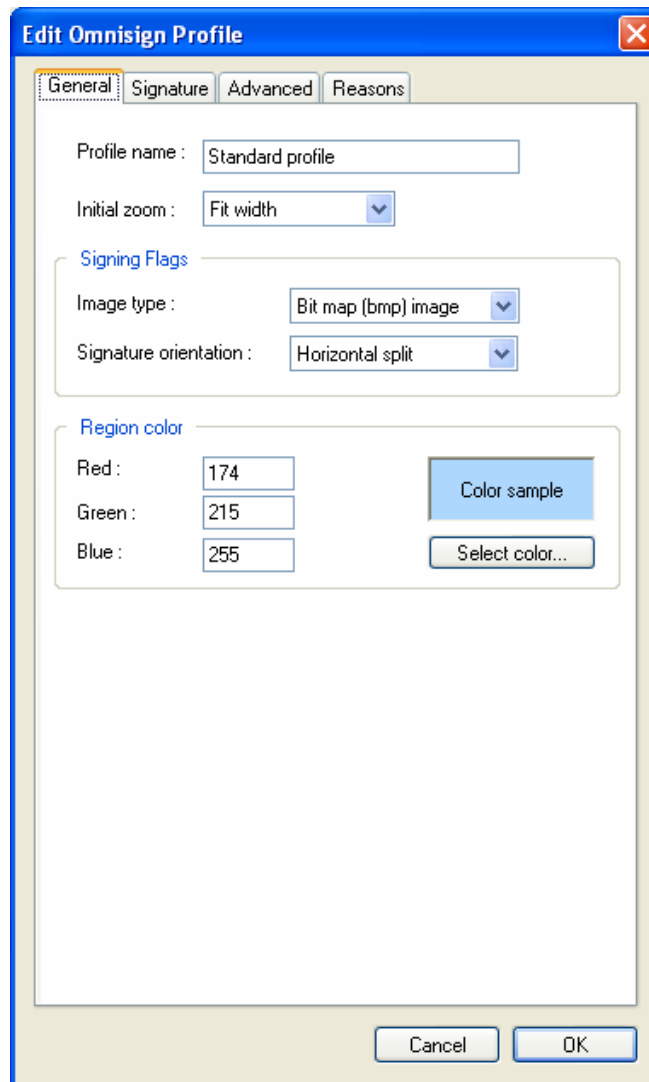 Edit Omnisign Profile
General Signature Advanced Reasons
Profile name : Standard profile
Initial zoom : Fit width
Signing Flags
Image type : Bit map (bmp) image
Signature orientation : Horizontal split
Region color
Red : 174
Color sample
Green : 215
Blue : 255
Select color...
Cancel OK